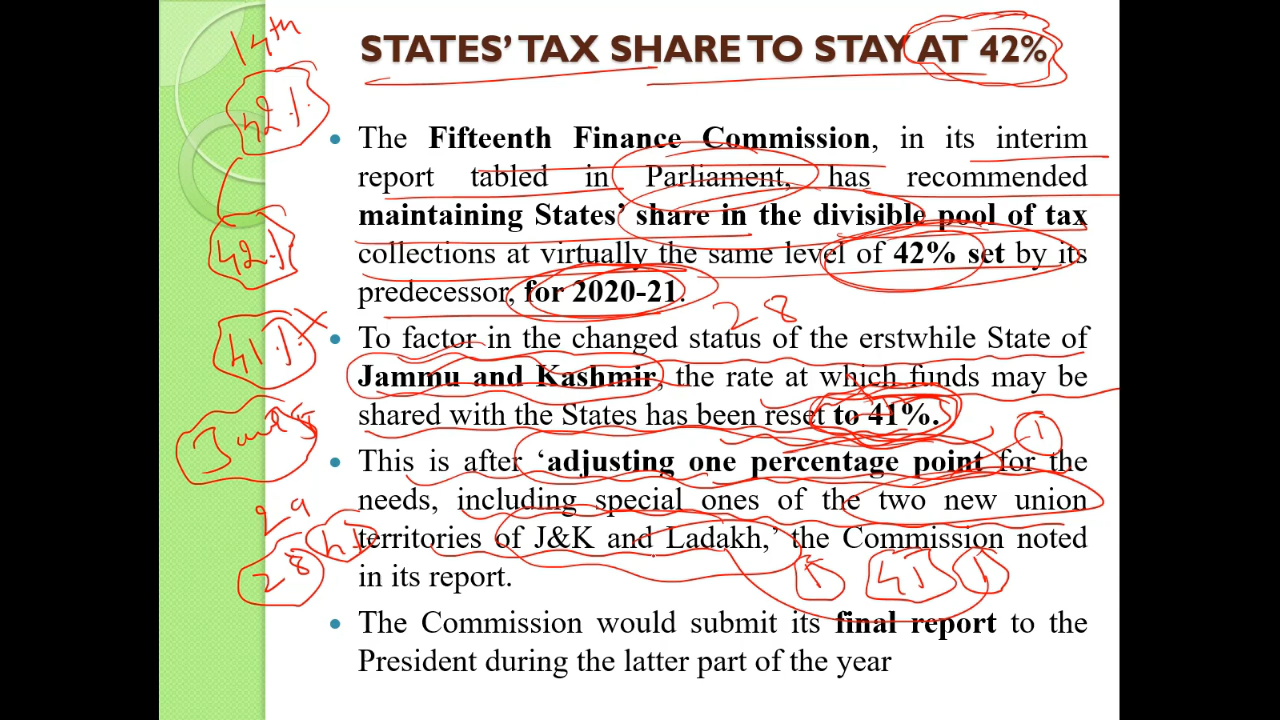 STATES' TAX SHARE TO STAY AT 42%
14th
42%
The Fifteenth Finance Commission, in its interim
report tabled in Parliament, has recommended
maintaining States' share in the divisible pool of tax
collections at virtually the same level of 42% set by its
42%
predecessor, for 2020-21.
28
To factor in the changed status of the erstwhile State of
41%
Jammu and Kashmir, the rate at which funds may be
shared with the States has been reset to 41%.
J and
1
This is after 'adjusting one percentage point for the
needs, including special ones of the two new union
29
territories of J&K and Ladakh,' the Commission noted
41
28
1
41
1
in its report.
The Commission would submit its final report to the
President during the latter part of the year